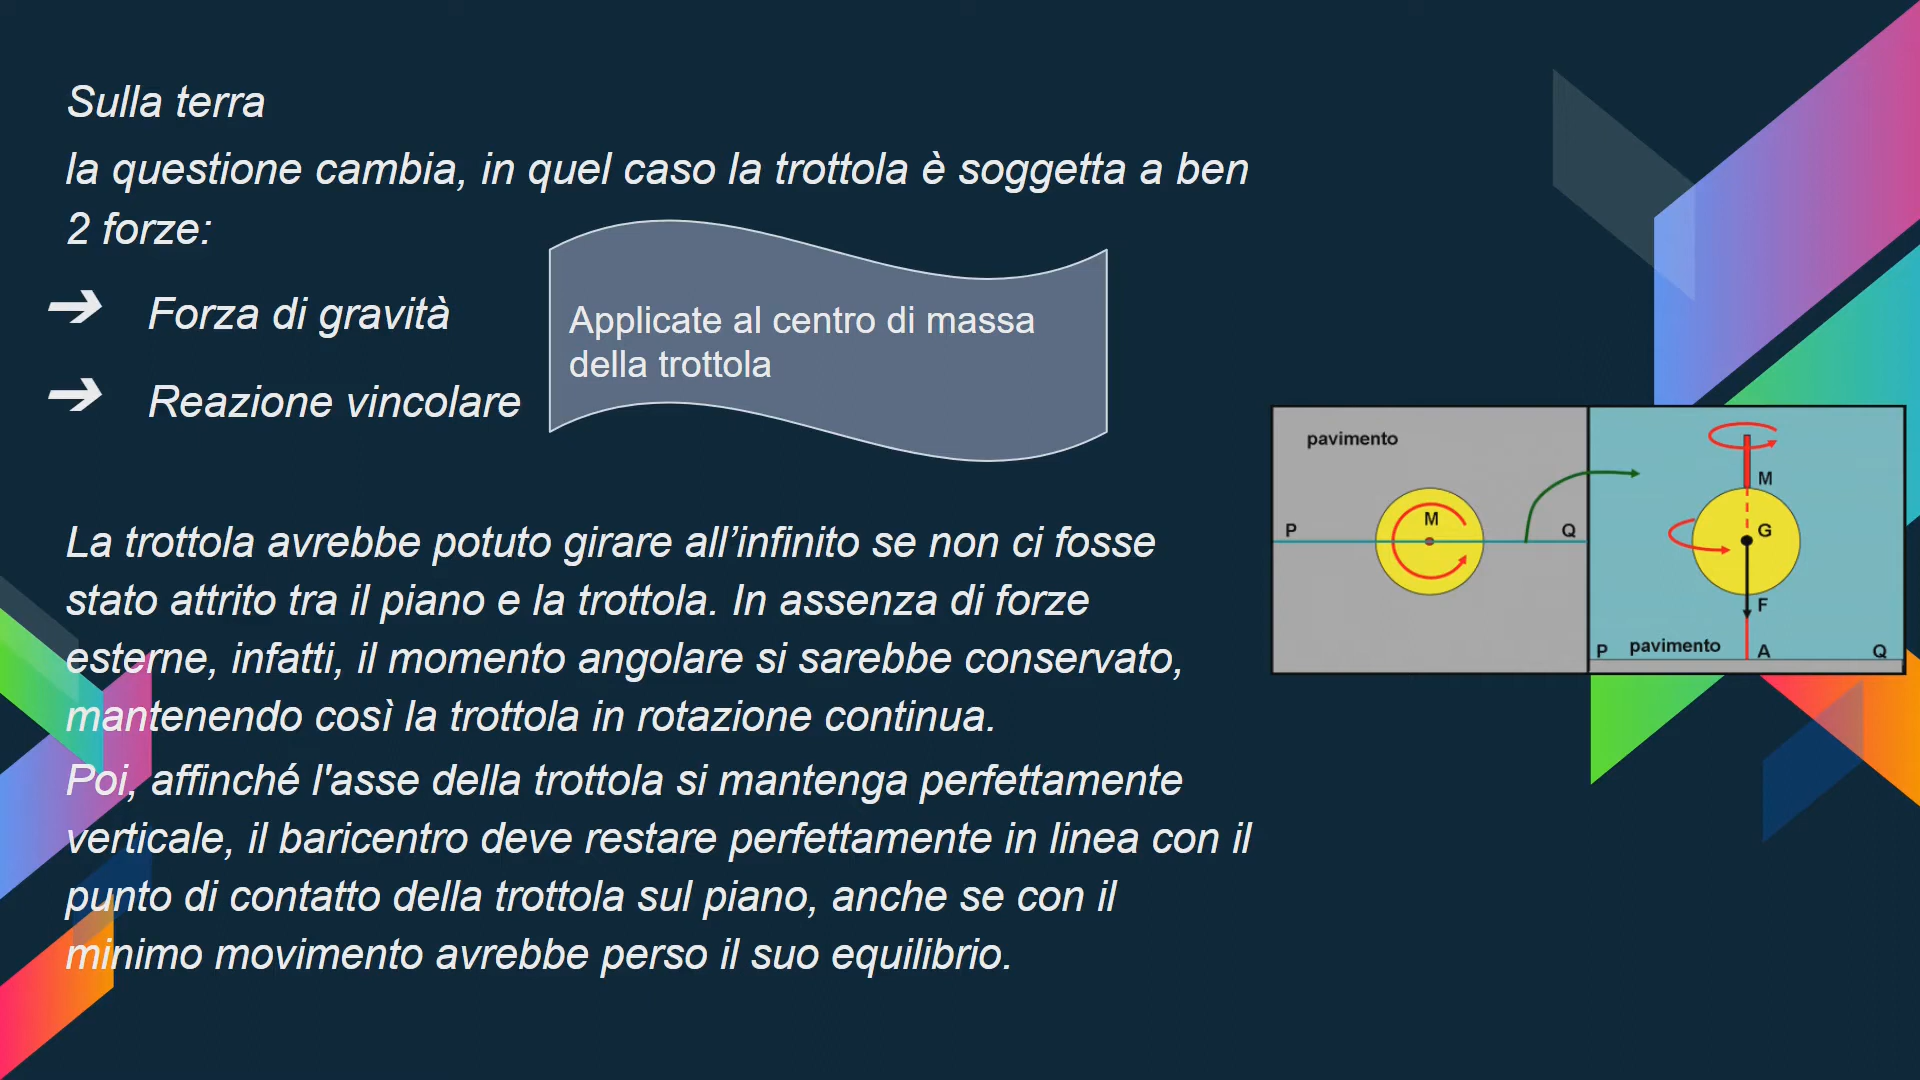 Sulla terra
la questione cambia, in quel caso la trottola è soggetta a ben
2 forze:
➔ Forza di gravità
➔ Reazione vincolare
Applicate al centro di massa
della trottola
La trottola avrebbe potuto girare all’infinito se non ci fosse
stato attrito tra il piano e la trottola. In assenza di forze
esterne, infatti, il momento angolare si sarebbe conservato,
mantenendo così la trottola in rotazione continua.
Poi, affinché l'asse della trottola si mantenga perfettamente
verticale, il baricentro deve restare perfettamente in linea con il
punto di contatto della trottola sul piano, anche se con il
minimo movimento avrebbe perso il suo equilibrio.
pavimento
M
P
Q
M
G
F
P
pavimento
A
Q